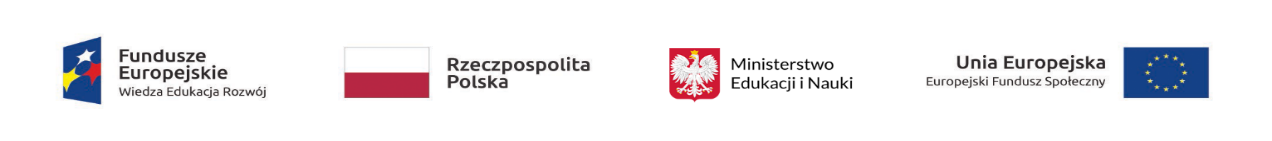 Fundusze
Europejskie
Wiedza Edukacja Rozwój
Rzeczpospolita
Polska
Ministerstwo
Edukacji i Nauki
Unia Europejska
Europejski Fundusz Społeczny